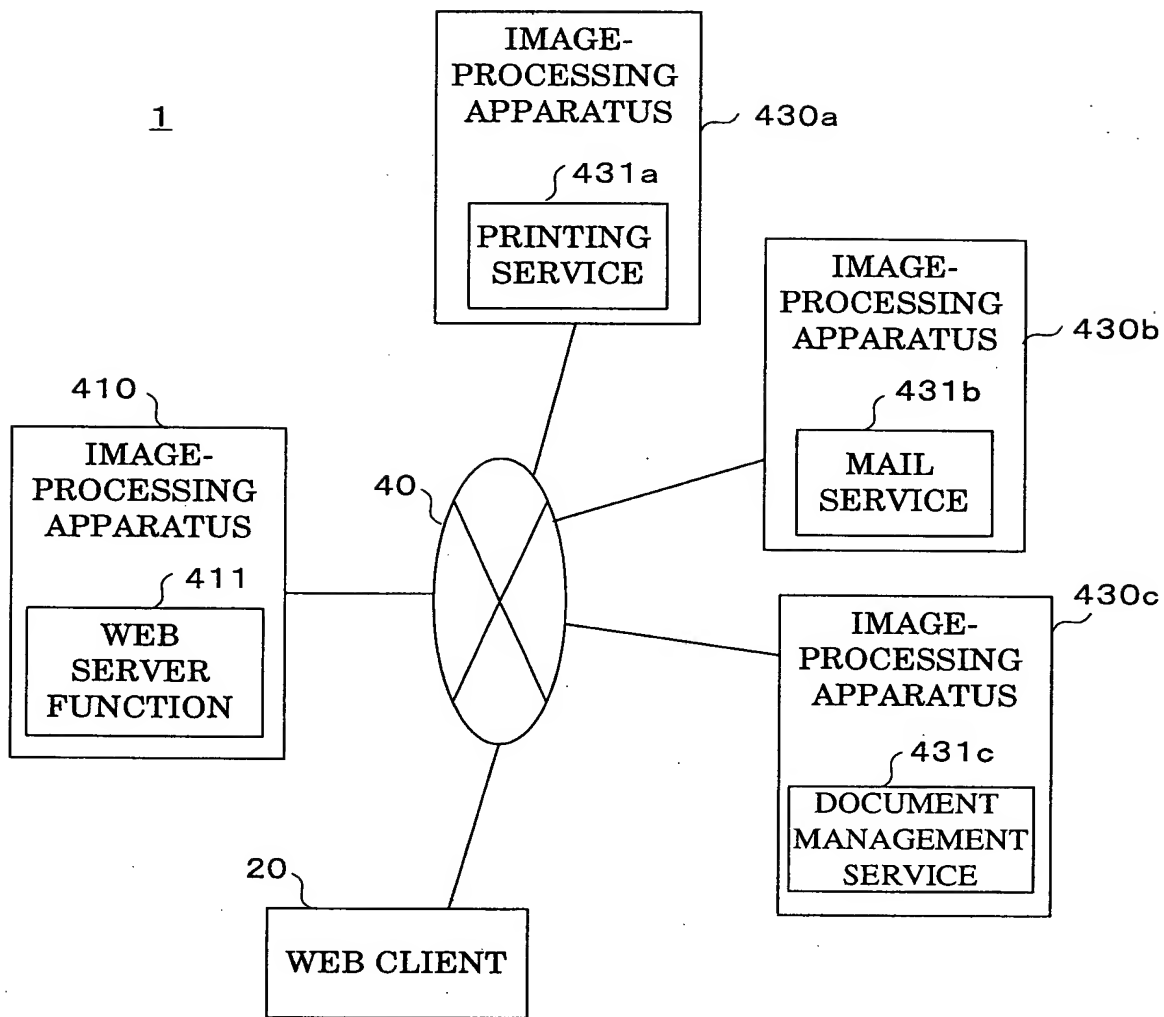 1
IMAGE-
PROCESSING
APPARATUS
430a
431a
PRINTING
SERVICE
IMAGE-
PROCESSING
APPARATUS
430b
431b
MAIL
SERVICE
410
IMAGE-
PROCESSING
APPARATUS
411
WEB
SERVER
FUNCTION
40
430c
IMAGE-
PROCESSING
APPARATUS
431c
DOCUMENT
MANAGEMENT
SERVICE
20
WEB CLIENT